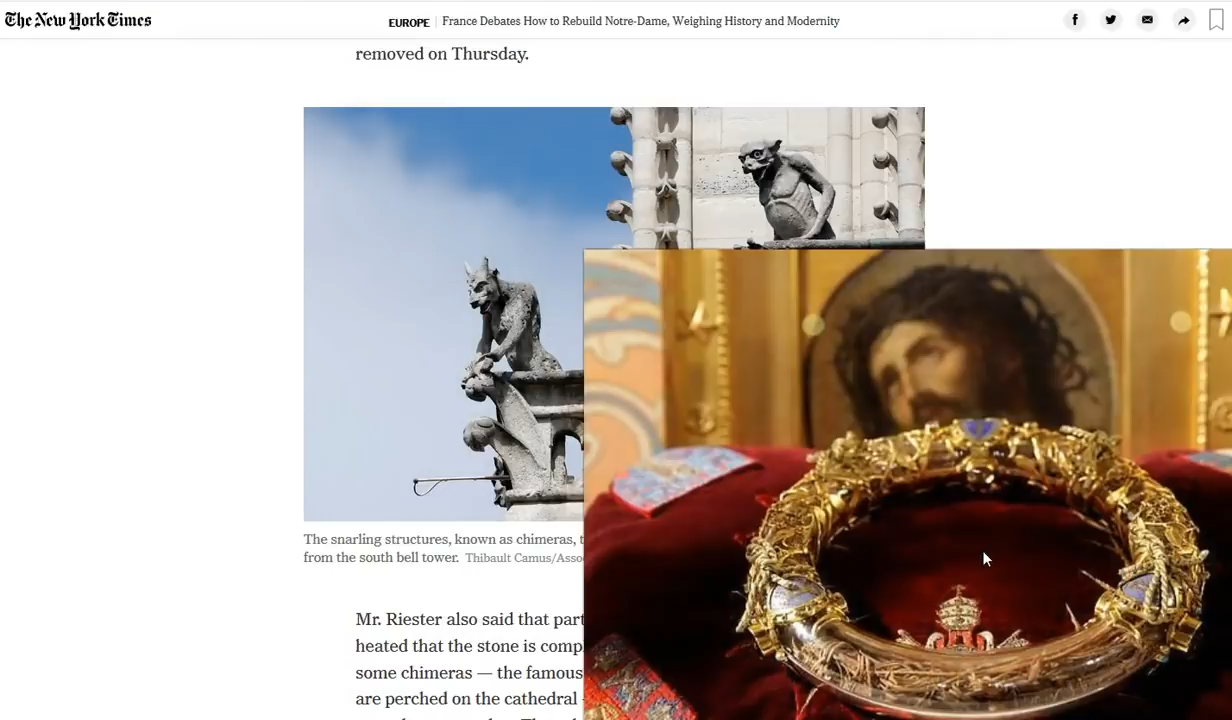 The New York Times
EUROPE | France Debates How to Rebuild Notre-Dame, Weighing History and Modernity
removed on Thursday.
The snarling structures, known as chimeras, t
from the south bell tower. Thibault Camus/Asso
Mr. Riester also said that part
heated that the stone is comp
some chimeras — the famous
are perched on the cathedral